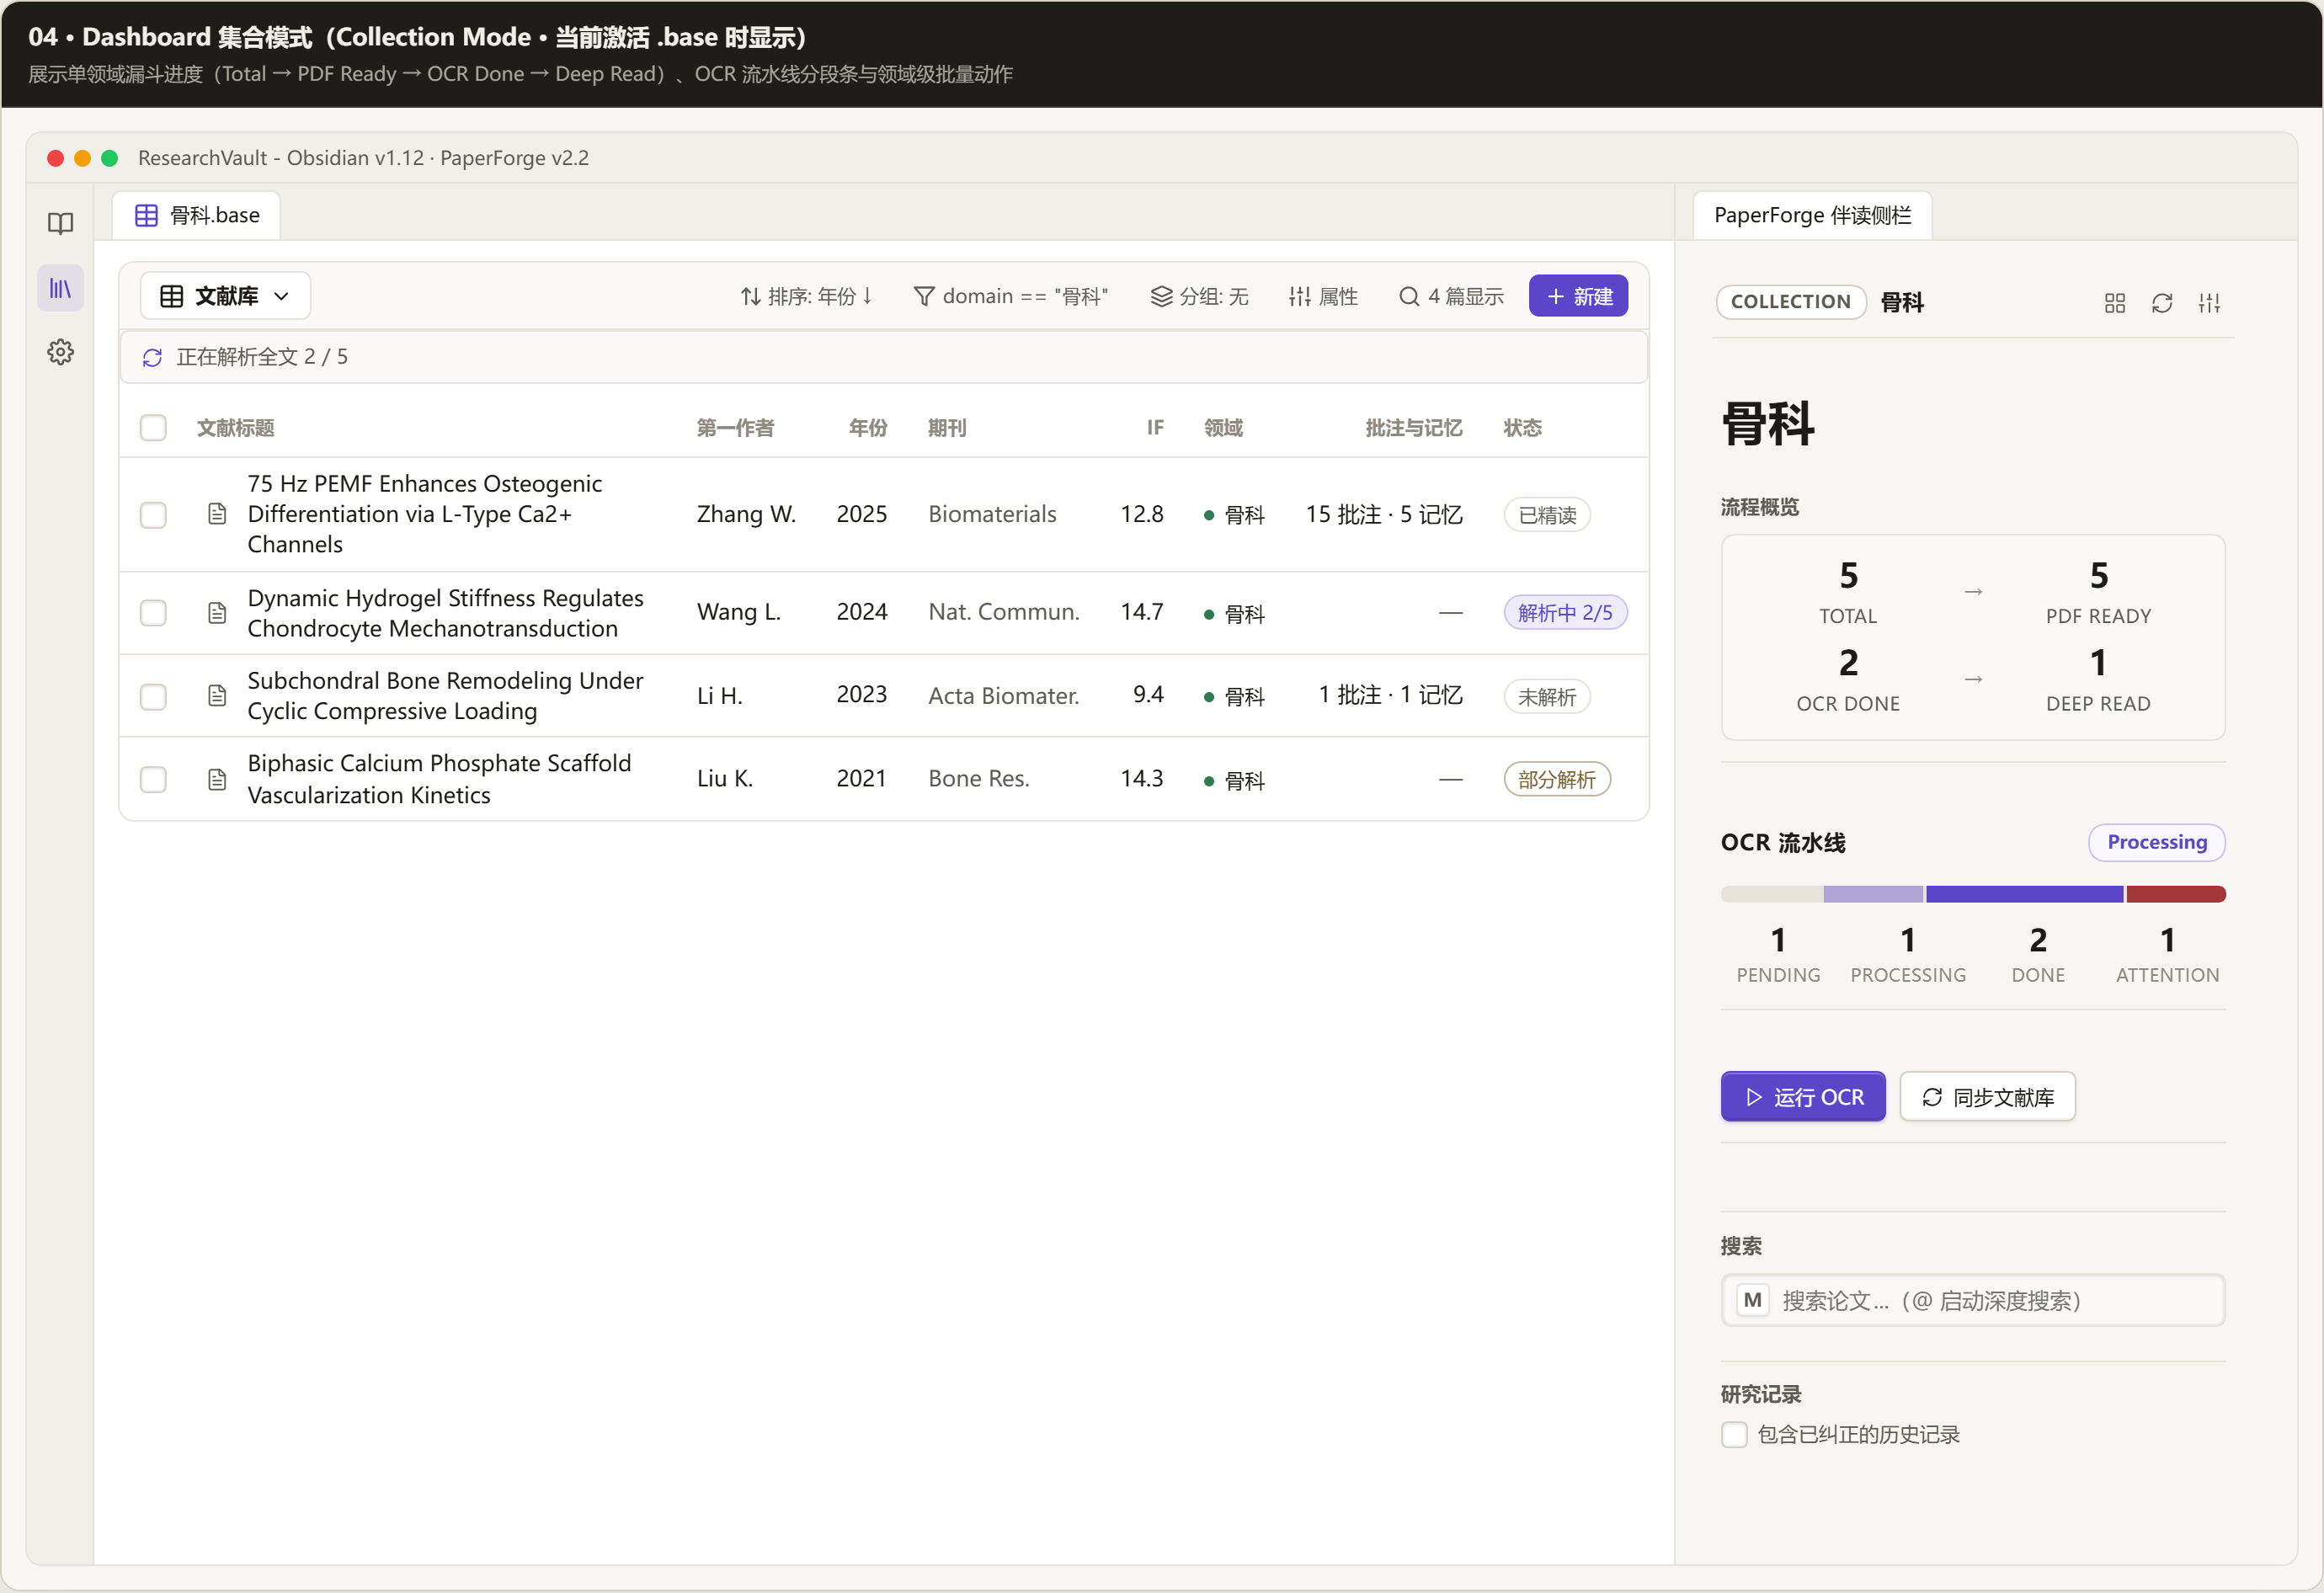 04 • Dashboard 集合模式（Collection Mode • 当前激活 .base 时显示）
展示单领域漏斗进度（Total → PDF Ready → OCR Done → Deep Read）、OCR 流水线分段条与领域级批量动作
ResearchVault - Obsidian v1.12 · PaperForge v2.2
骨科.base
文献库
排序: 年份 ↓
domain == "骨科"
分组: 无
属性
4 篇显示
+ 新建
正在解析全文 2 / 5
文献标题 第一作者 年份 期刊 IF 领域 批注与记忆 状态
75 Hz PEMF Enhances Osteogenic
Differentiation via L-Type Ca2+
Channels
Zhang W. 2025 Biomaterials 12.8 骨科 15 批注 · 5 记忆 已精读
Dynamic Hydrogel Stiffness Regulates
Chondrocyte Mechanotransduction
Wang L. 2024 Nat. Commun. 14.7 骨科 — 解析中 2/5
Subchondral Bone Remodeling Under
Cyclic Compressive Loading
Li H. 2023 Acta Biomater. 9.4 骨科 1 批注 · 1 记忆 未解析
Biphasic Calcium Phosphate Scaffold
Vascularization Kinetics
Liu K. 2021 Bone Res. 14.3 骨科 — 部分解析
PaperForge 伴读侧栏
COLLECTION 骨科
骨科
流程概览
5 → 5
TOTAL PDF READY
2 → 1
OCR DONE DEEP READ
OCR 流水线 Processing
1 1 2 1
PENDING PROCESSING DONE ATTENTION
运行 OCR 同步文献库
搜索
M 搜索论文...（@ 启动深度搜索）
研究记录
包含已纠正的历史记录